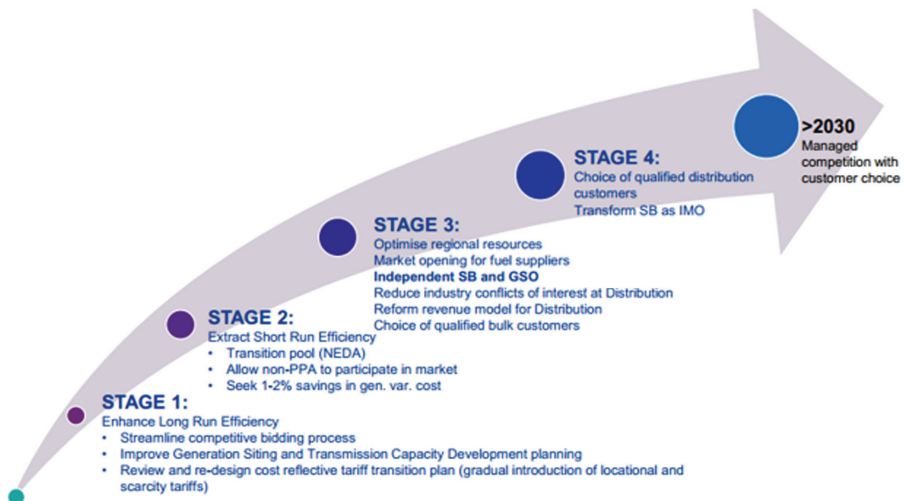 >2030
Managed
competition with
customer choice
STAGE 4:
Choice of qualified distribution
customers
Transform SB as IMO
STAGE 3:
Optimise regional resources
Market opening for fuel suppliers
Independent SB and GSO
Reduce industry conflicts of interest at Distribution
Reform revenue model for Distribution
Choice of qualified bulk customers
STAGE 2:
Extract Short Run Efficiency
• Transition pool (NEDA)
• Allow non-PPA to participate in market
• Seek 1-2% savings in gen. var. cost
STAGE 1:
Enhance Long Run Efficiency
• Streamline competitive bidding process
• Improve Generation Siting and Transmission Capacity Development planning
• Review and re-design cost reflective tariff transition plan (gradual introduction of locational and
scarcity tariffs)